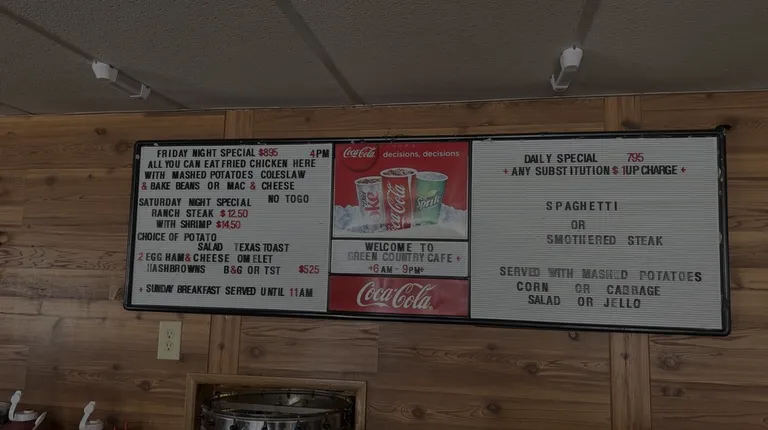 FRIDAY NIGHT SPECIAL $895 4PM
ALL YOU CAN EAT FRIED CHICKEN HERE
WITH MASHED POTATOES COLESLAW
& BAKE BEANS OR MAC & CHEESE
NO TOGO
SATURDAY NIGHT SPECIAL
RANCH STEAK $12.50
WITH SHRIMP $14.50
CHOICE OF POTATO
SALAD TEXAS TOAST
2 EGG HAM & CHEESE OMELET
HASHBROWNS B&G OR TST $525
+ SUNDAY BREAKFAST SERVED UNTIL 11AM
Coca-Cola decisions, decisions.
Coke
Coca-Cola
Sprite
WELCOME TO
GREEN COUNTRY CAFE +
+6 AM - 9PM+
Coca-Cola
DAILY SPECIAL 795
+ ANY SUBSTITUTION $ 1UP CHARGE +
SPAGHETTI
OR
SMOTHERED STEAK
SERVED WITH MASHED POTATOES
CORN OR CABBAGE
SALAD OR JELLO